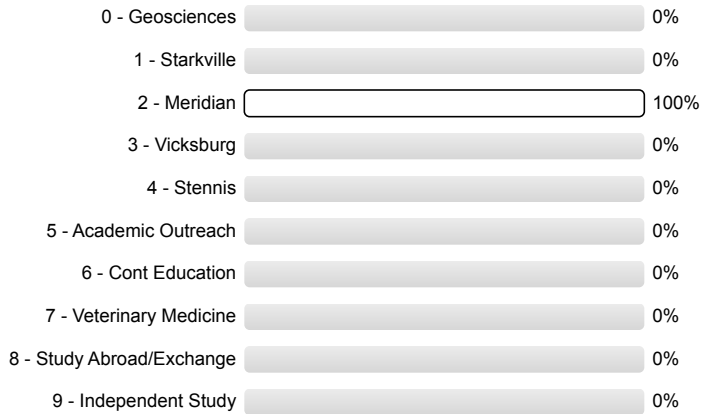 0 - Geosciences 0%
1 - Starkville 0%
2 - Meridian 100%
3 - Vicksburg 0%
4 - Stennis 0%
5 - Academic Outreach 0%
6 - Cont Education 0%
7 - Veterinary Medicine 0%
8 - Study Abroad/Exchange 0%
9 - Independent Study 0%